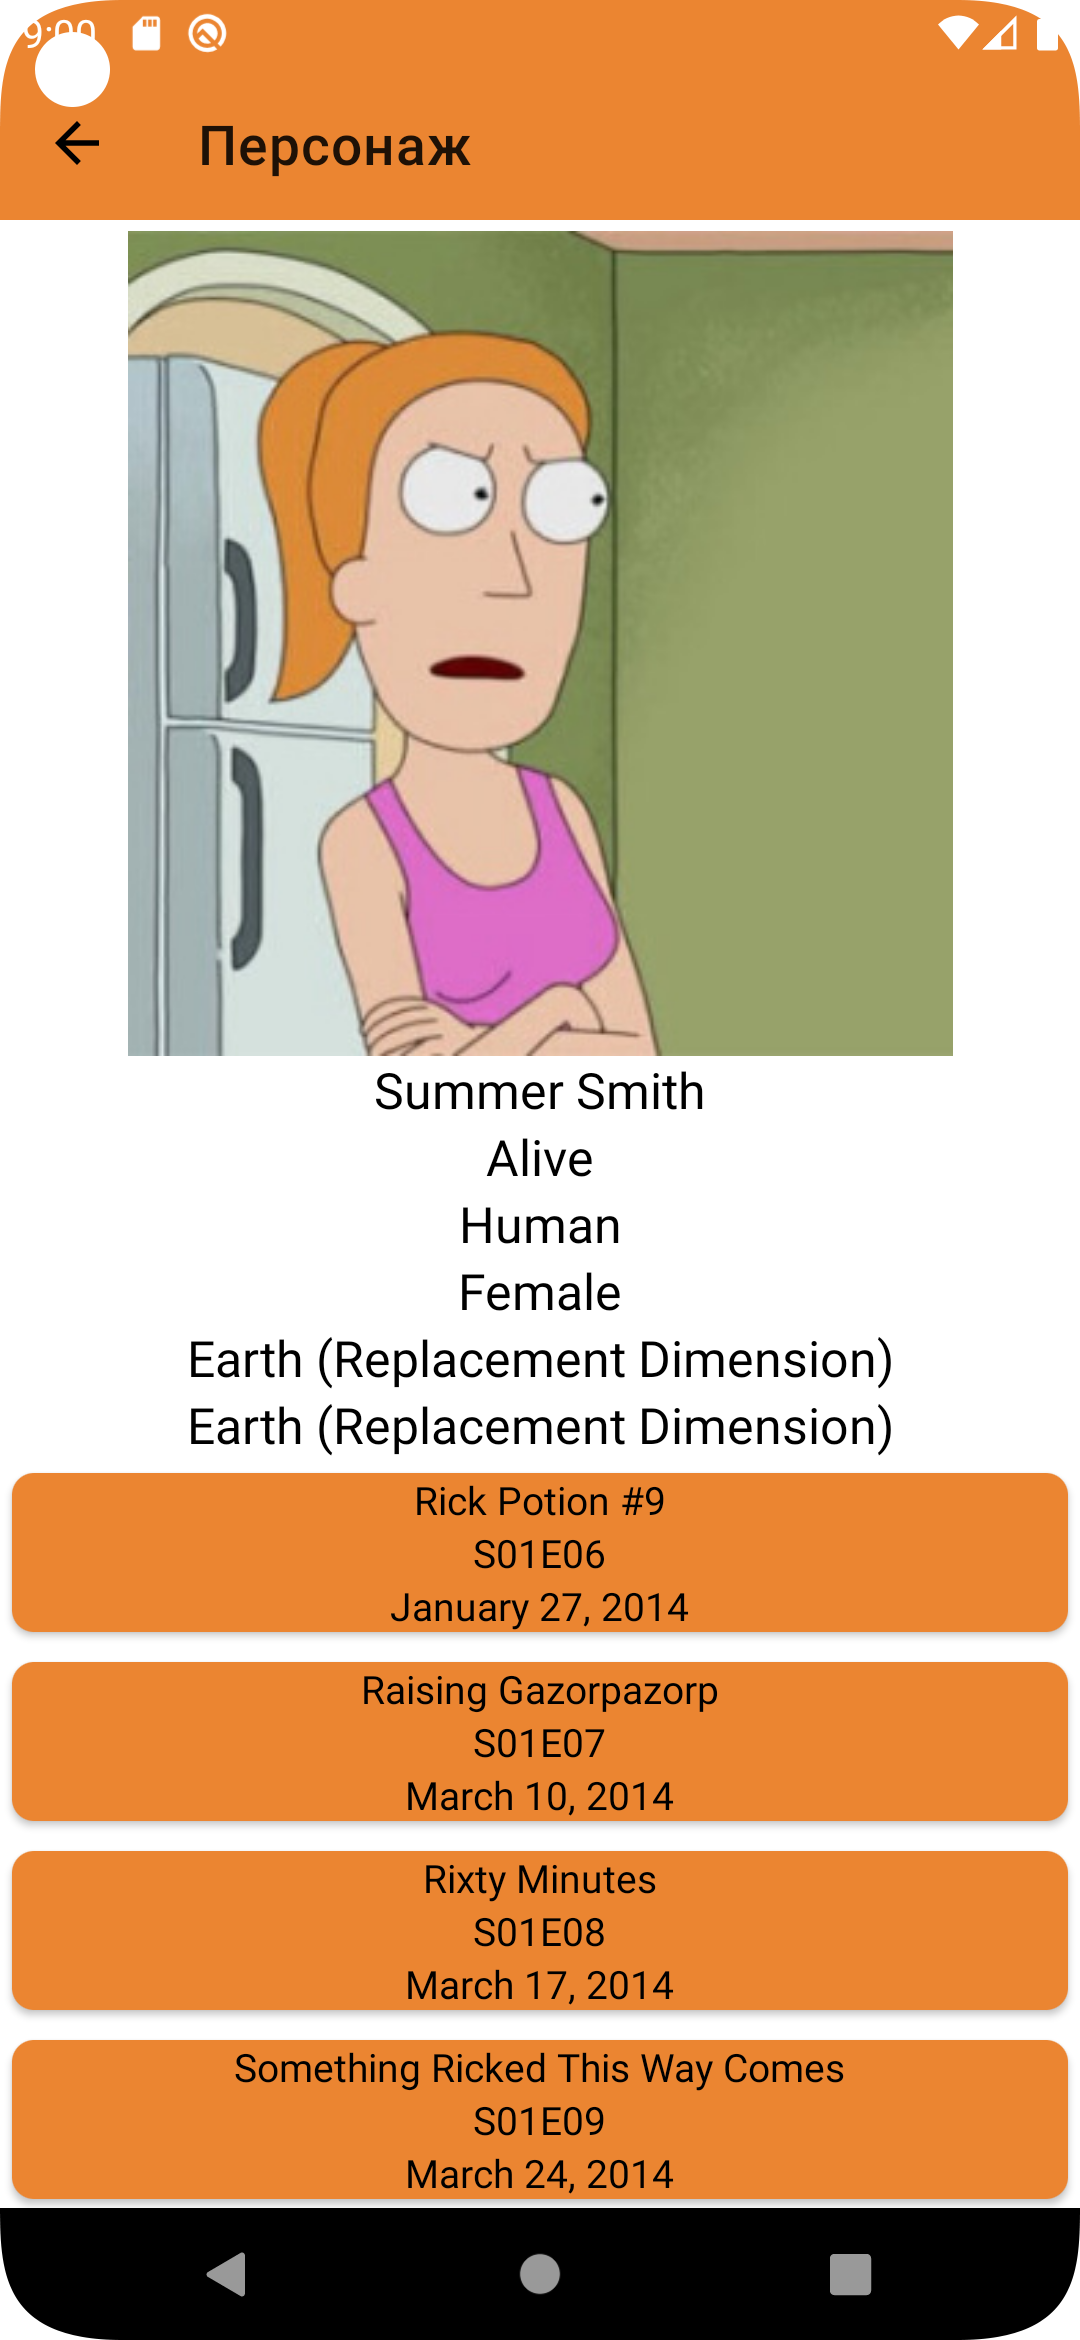 9:00
Персонаж
Summer Smith
Alive
Human
Female
Earth (Replacement Dimension)
Earth (Replacement Dimension)
Rick Potion #9
S01E06
January 27, 2014
Raising Gazorpazorp
S01E07
March 10, 2014
Rixty Minutes
S01E08
March 17, 2014
Something Ricked This Way Comes
S01E09
March 24, 2014